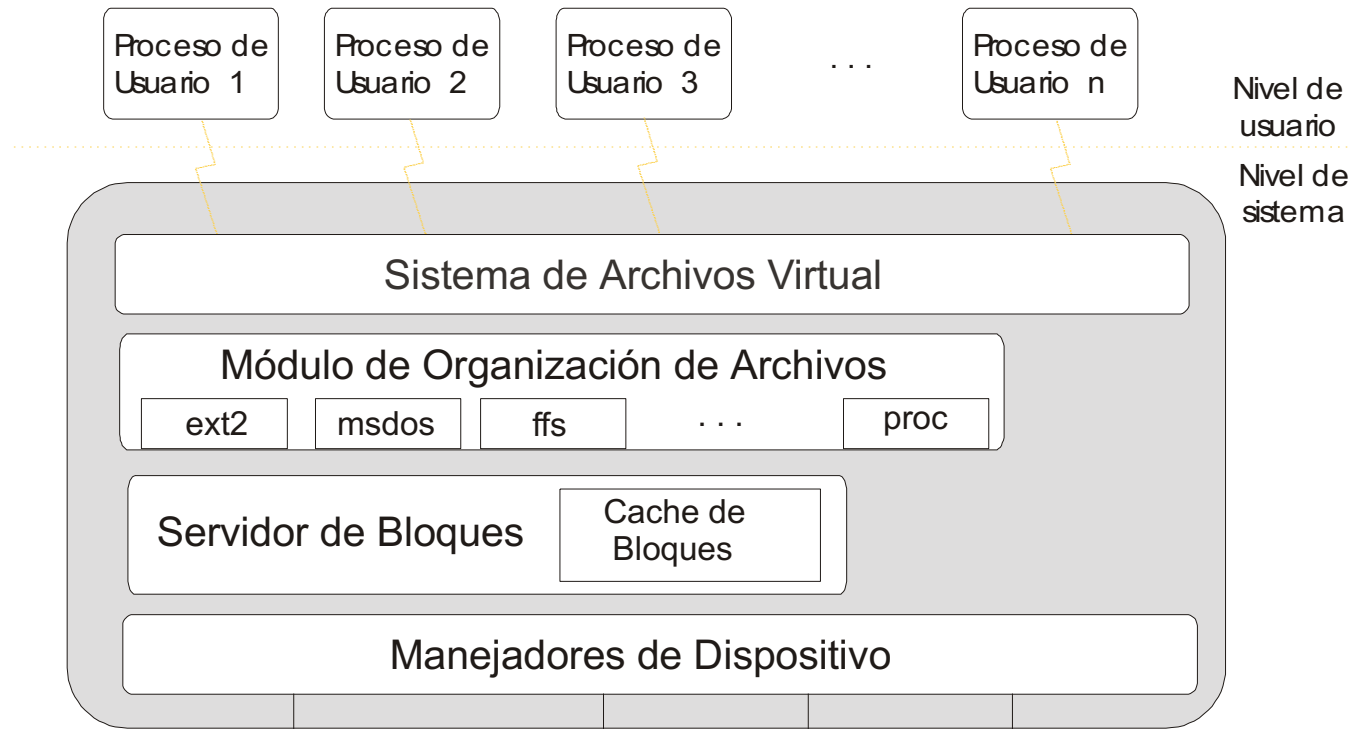 Proceso de
Usuario 1
Proceso de
Usuario 2
Proceso de
Usuario 3
. . .
Proceso de
Usuario n
Nivel de
usuario
Nivel de
sistema
Sistema de Archivos Virtual
Módulo de Organización de Archivos
ext2
msdos
ffs
. . .
proc
Servidor de Bloques
Cache de
Bloques
Manejadores de Dispositivo